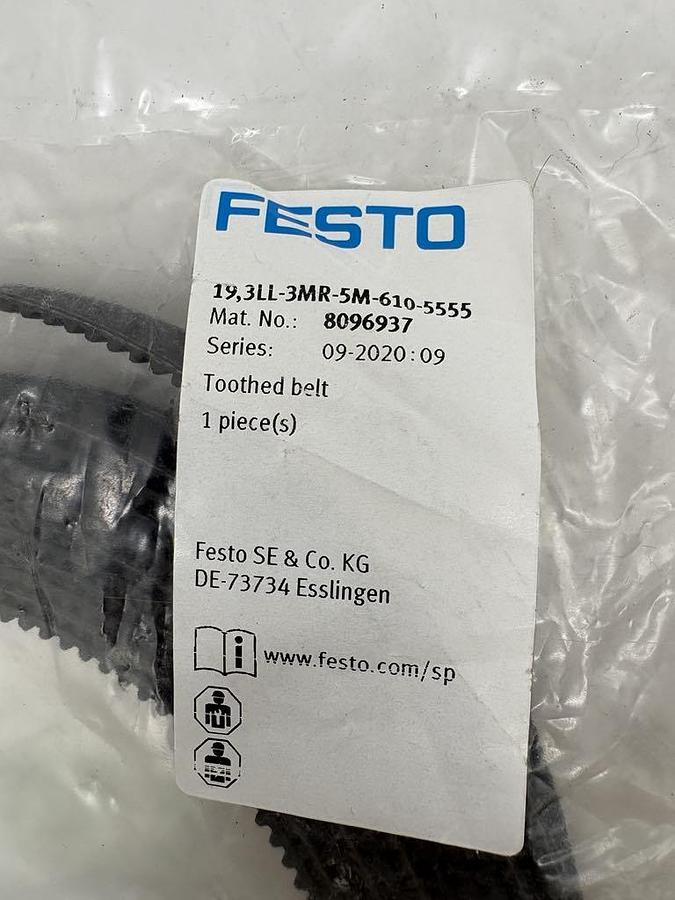 FESTO
19,3LL-3MR-5M-610-5555
Mat. No.: 8096937
Series: 09-2020:09
Toothed belt
1 piece(s)
Festo SE & Co. KG
DE-73734 Esslingen
www.festo.com/sp